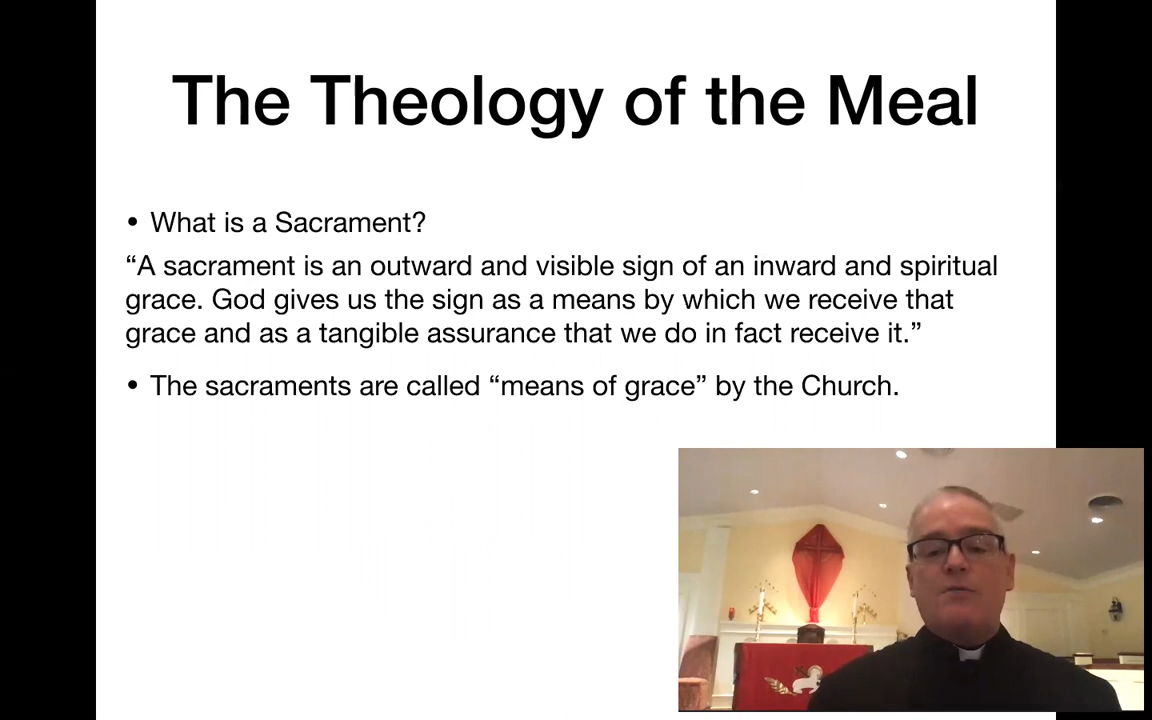 The Theology of the Meal
• What is a Sacrament?
“A sacrament is an outward and visible sign of an inward and spiritual
grace. God gives us the sign as a means by which we receive that
grace and as a tangible assurance that we do in fact receive it.”
• The sacraments are called “means of grace” by the Church.